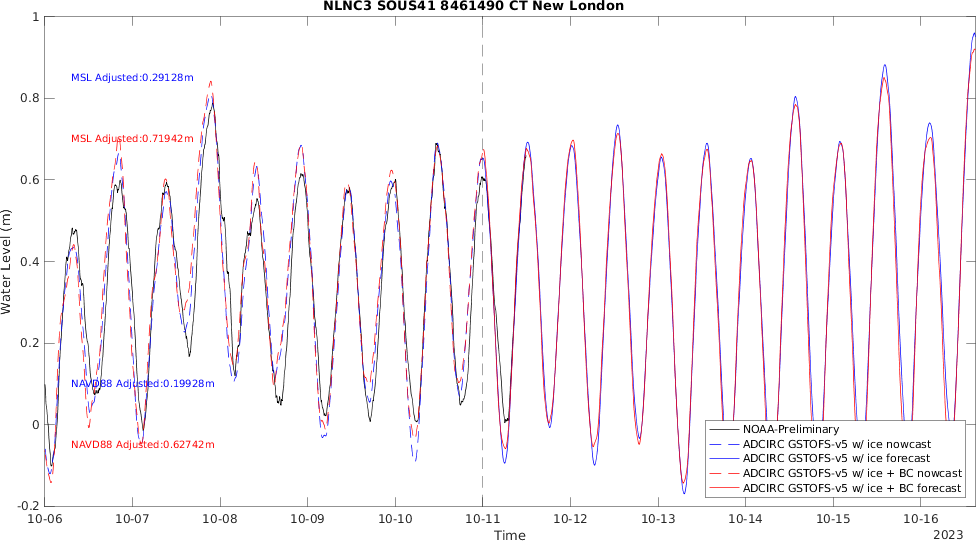 NLNC3 SOUS41 8461490 CT New London
1
0.8
0.6
0.4
0.2
0
-0.2
Water Level (m)
MSL Adjusted:0.29128m
MSL Adjusted:0.71942m
NAVD88 Adjusted:0.19928m
NAVD88 Adjusted:0.62742m
NOAA-Preliminary
ADCIRC GSTOFS-v5 w/ ice nowcast
ADCIRC GSTOFS-v5 w/ ice forecast
ADCIRC GSTOFS-v5 w/ ice + BC nowcast
ADCIRC GSTOFS-v5 w/ ice + BC forecast
10-06 10-07 10-08 10-09 10-10 10-11 10-12 10-13 10-14 10-15 10-16
Time
2023